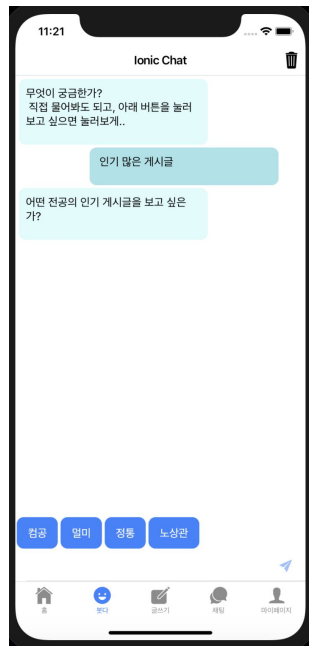 11:21
Ionic Chat
무엇이 궁금한가?
직접 물어봐도 되고, 아래 버튼을 눌러
보고 싶으면 눌러보게..
인기 많은 게시글
어떤 전공의 인기 게시글을 보고 싶은
가?
컴공
멀미
정통
노상관
홈
봇다
글쓰기
채팅
마이페이지